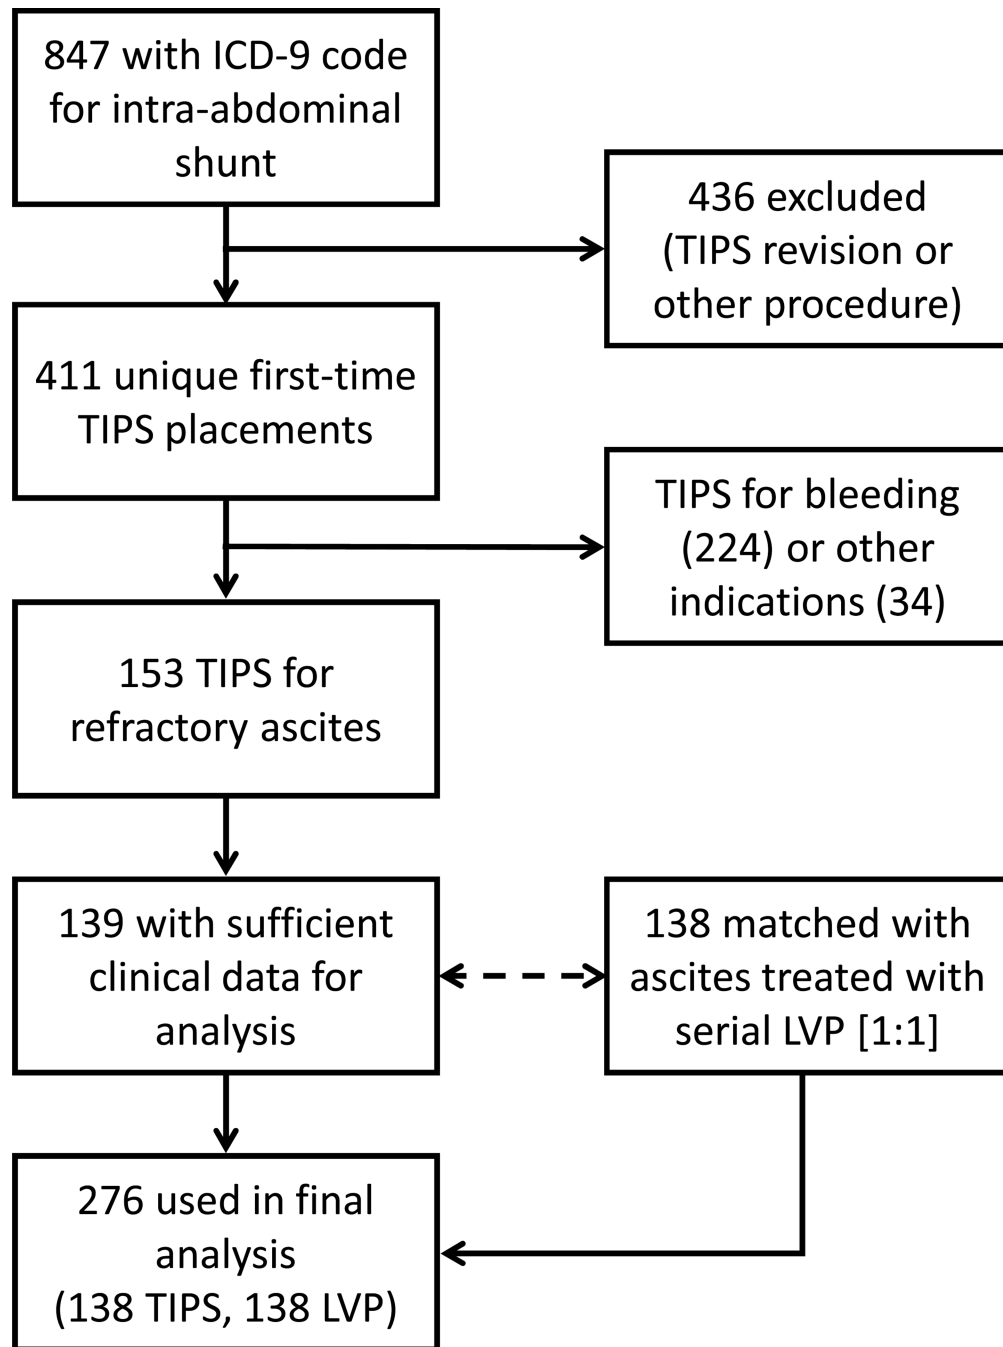 847 with ICD-9 code
for intra-abdominal
shunt
436 excluded
(TIPS revision or
other procedure)
411 unique first-time
TIPS placements
TIPS for bleeding
(224) or other
indications (34)
153 TIPS for
refractory ascites
139 with sufficient
clinical data for
analysis
138 matched with
ascites treated with
serial LVP [1:1]
276 used in final
analysis
(138 TIPS, 138 LVP)